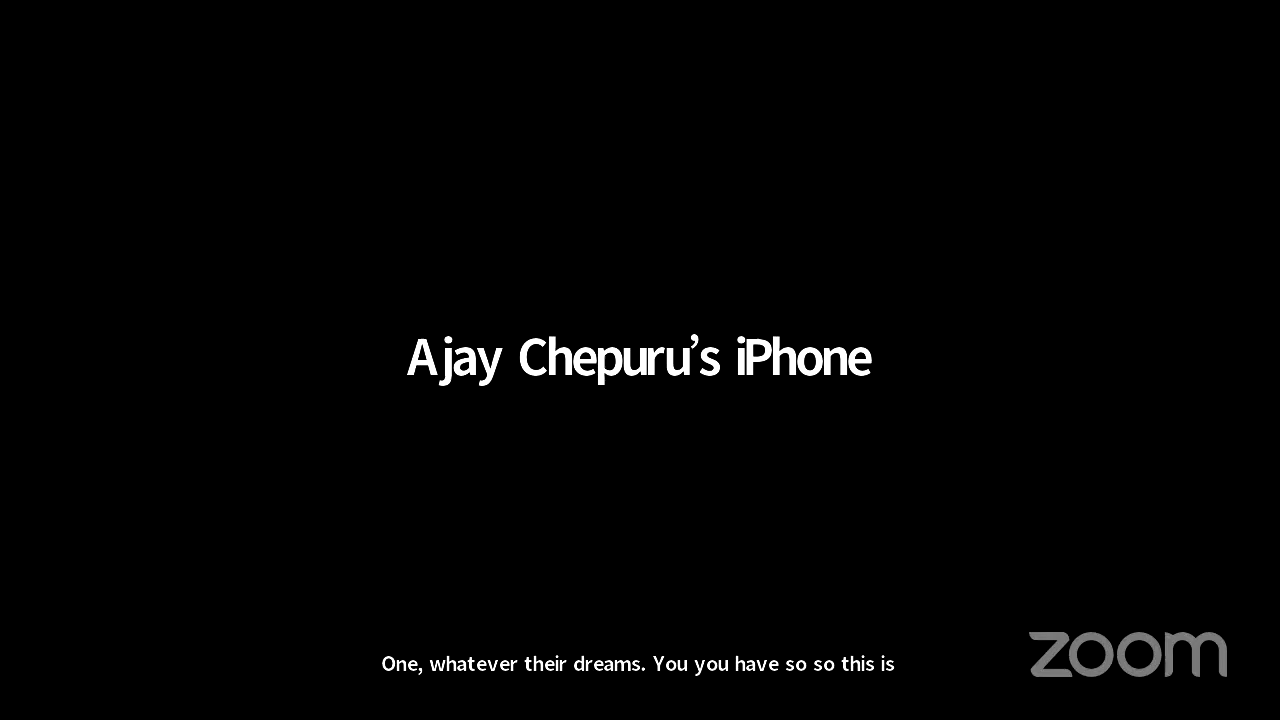 Ajay Chepuru’s iPhone
One, whatever their dreams. You you have so so this is
zoom